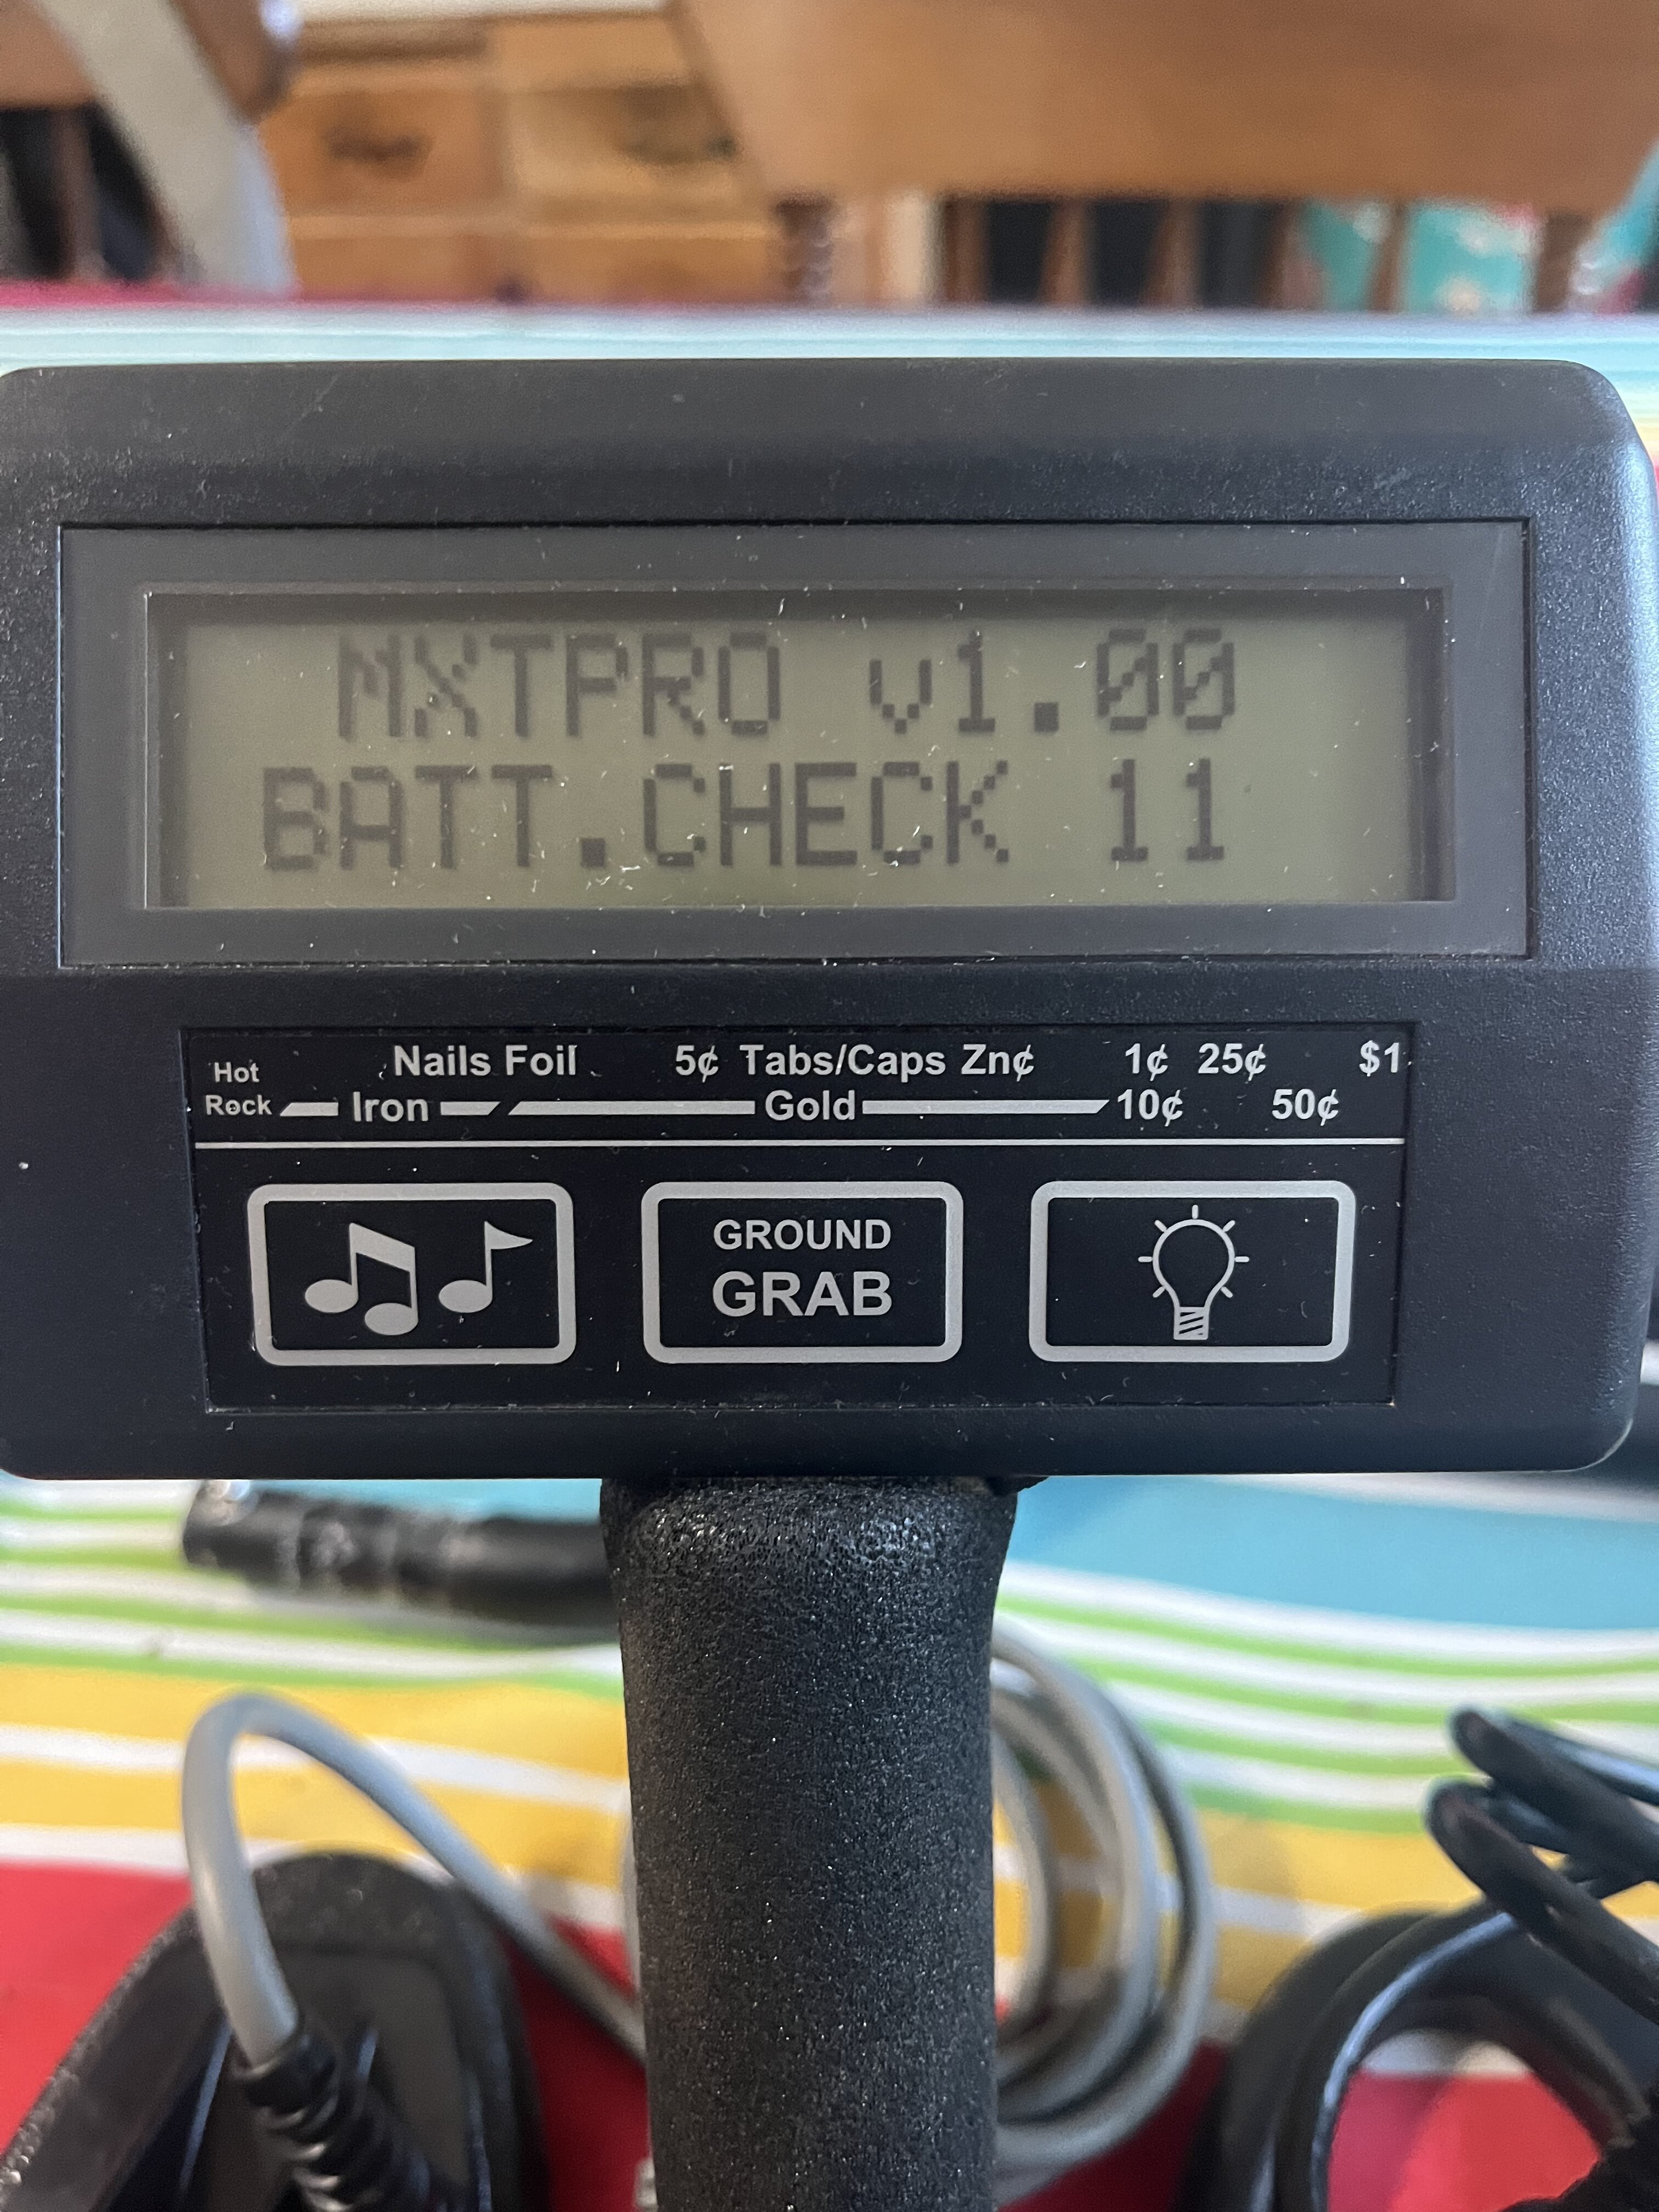 MXTPRO v1.00
BATT.CHECK 11
Hot Rock
Nails Foil 5¢ Tabs/Caps Zn¢ 1¢ 25¢ $1
Iron Gold 10¢ 50¢
GROUND
GRAB